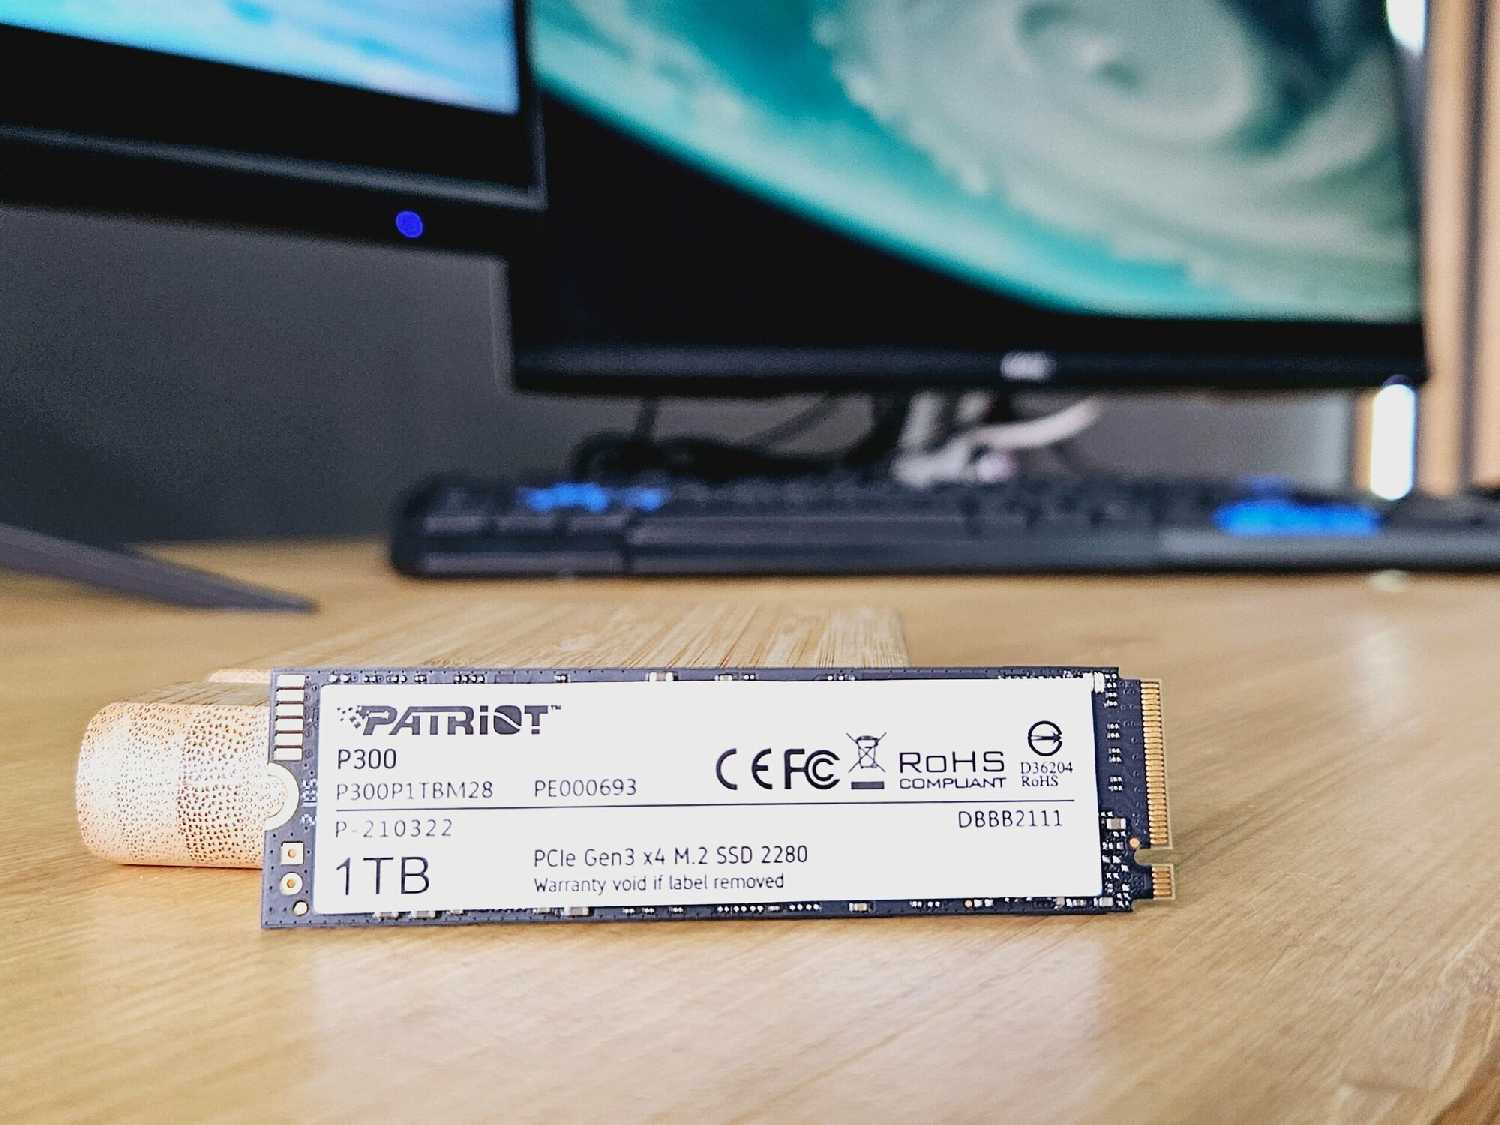 PATRiOT™
P300
P300P1TBM28 PE000693
CE FC RoHS
COMPLIANT
D36204
RoHS
P-210322 DBBB2111
1TB
PCIe Gen3 x4 M.2 SSD 2280
Warranty void if label removed